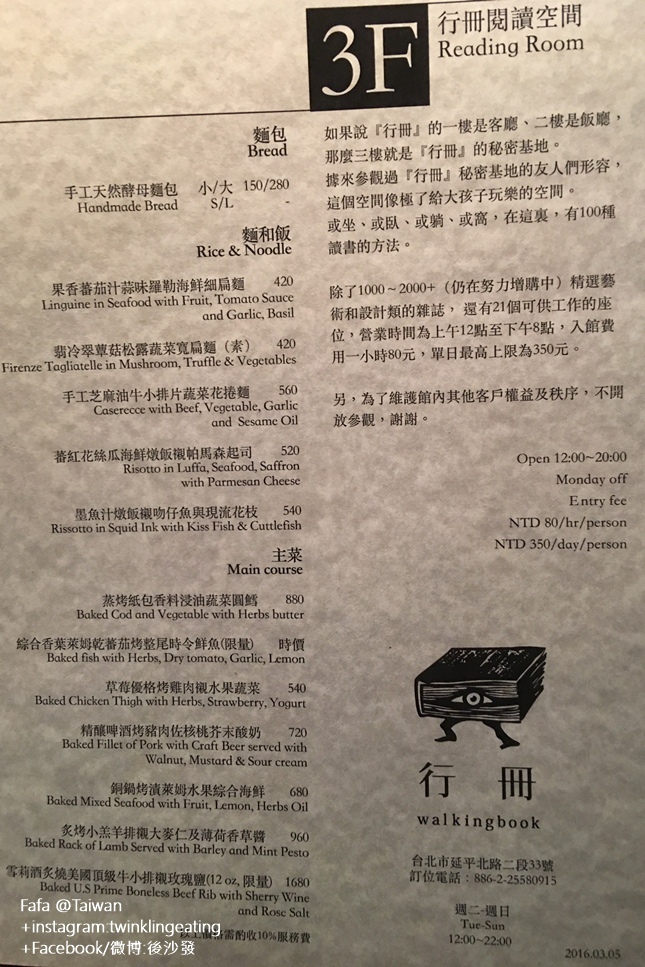 3F
行冊閱讀空間
Reading Room
麵包
Bread
手工天然酵母麵包 小/大 150/280
Handmade Bread S/L -
麵和飯
Rice & Noodle
果香蕃茄汁蒜味羅勒海鮮細扁麵 420
Linguine in Seafood with Fruit, Tomato Sauce
and Garlic, Basil
翡冷翠蕈菇松露蔬菜寬扁麵（素） 420
Firenze Tagliatelle in Mushroom, Truffle & Vegetables
手工芝麻油牛小排片蔬菜花捲麵 560
Caserecce with Beef, Vegetable, Garlic
and Sesame Oil
蕃紅花絲瓜海鮮燉飯襯帕馬森起司 520
Risotto in Luffa, Seafood, Saffron
with Parmesan Cheese
墨魚汁燉飯襯吻仔魚與現流花枝 540
Rissotto in Squid Ink with Kiss Fish & Cuttlefish
主菜
Main course
蒸烤紙包香料浸油蔬菜圓鱈 880
Baked Cod and Vegetable with Herbs butter
綜合香葉萊姆乾蕃茄烤整尾時令鮮魚(限量) 時價
Baked fish with Herbs, Dry tomato, Garlic, Lemon
草莓優格烤雞肉襯水果蔬菜 540
Baked Chicken Thigh with Herbs, Strawberry, Yogurt
精釀啤酒烤豬肉佐核桃芥末酸奶 720
Baked Fillet of Pork with Craft Beer served with
Walnut, Mustard & Sour cream
銅鍋烤漬萊姆水果綜合海鮮 680
Baked Mixed Seafood with Fruit, Lemon, Herbs Oil
炙烤小羔羊排襯大麥仁及薄荷香草醬 960
Baked Rack of Lamb Served with Barley and Mint Pesto
雪莉酒炙燒美國頂級牛小排襯玫瑰鹽(12 oz, 限量) 1680
Baked U.S Prime Boneless Beef Rib with Sherry Wine
and Rose Salt
以上價格需酌收10%服務費
如果說『行冊』的一樓是客廳、二樓是飯廳，
那麼三樓就是『行冊』的秘密基地。
據來參觀過『行冊』秘密基地的友人們形容，
這個空間像極了給大孩子玩樂的空間。
或坐、或臥、或躺、或窩，在這裏，有100種
讀書的方法。
除了1000～2000+（仍在努力增購中）精選藝
術和設計類的雜誌， 還有21個可供工作的座
位，營業時間為上午12點至下午8點，入館費
用一小時80元，單日最高上限為350元。
另，為了維護館內其他客戶權益及秩序，不開
放參觀，謝謝。
Open 12:00~20:00
Monday off
Entry fee
NTD 80/hr/person
NTD 350/day/person
行 冊
walkingbook
台北市延平北路二段33號
訂位電話：886-2-25580915
週二-週日
Tue-Sun
12:00~22:00
2016.03.05
Fafa @Taiwan
+instagram:twinklingeating
+Facebook/微博:後沙發